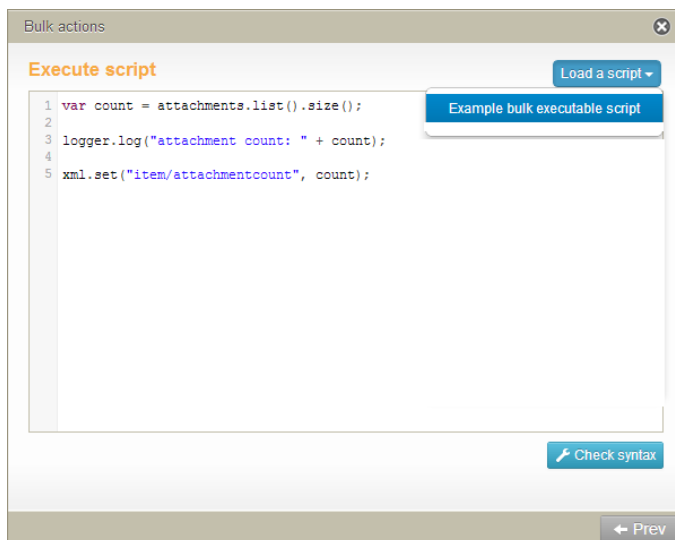 Bulk actions
Execute script
Load a script
Example bulk executable script
1 var count = attachments.list().size();
2
3 logger.log("attachment count: " + count);
4
5 xml.set("item/attachmentcount", count);
Check syntax
Prev